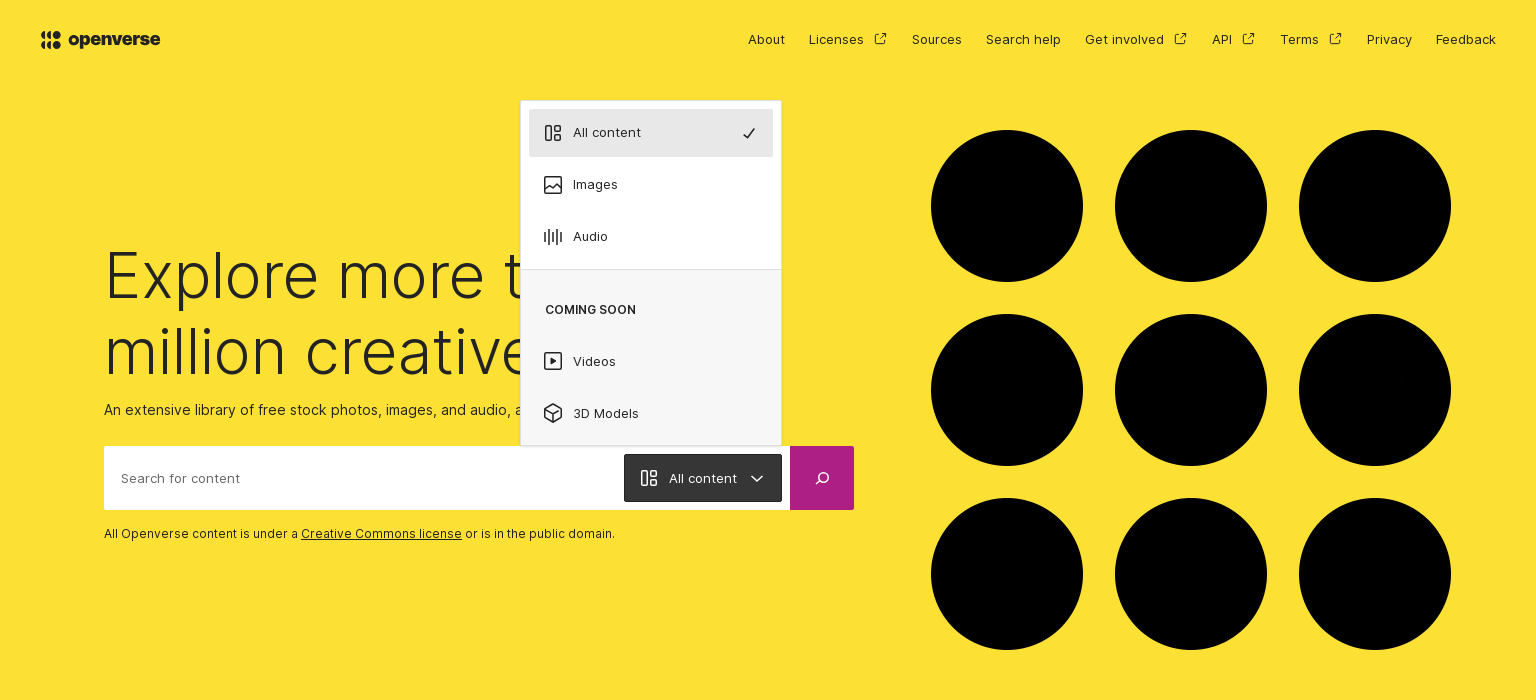 openverse
About Licenses Sources Search help Get involved API Terms Privacy Feedback
All content
Images
Audio
COMING SOON
Videos
3D Models
Explore more
million creative
An extensive library of free stock photos, images, and audio,
Search for content
All content
All Openverse content is under a Creative Commons license or is in the public domain.